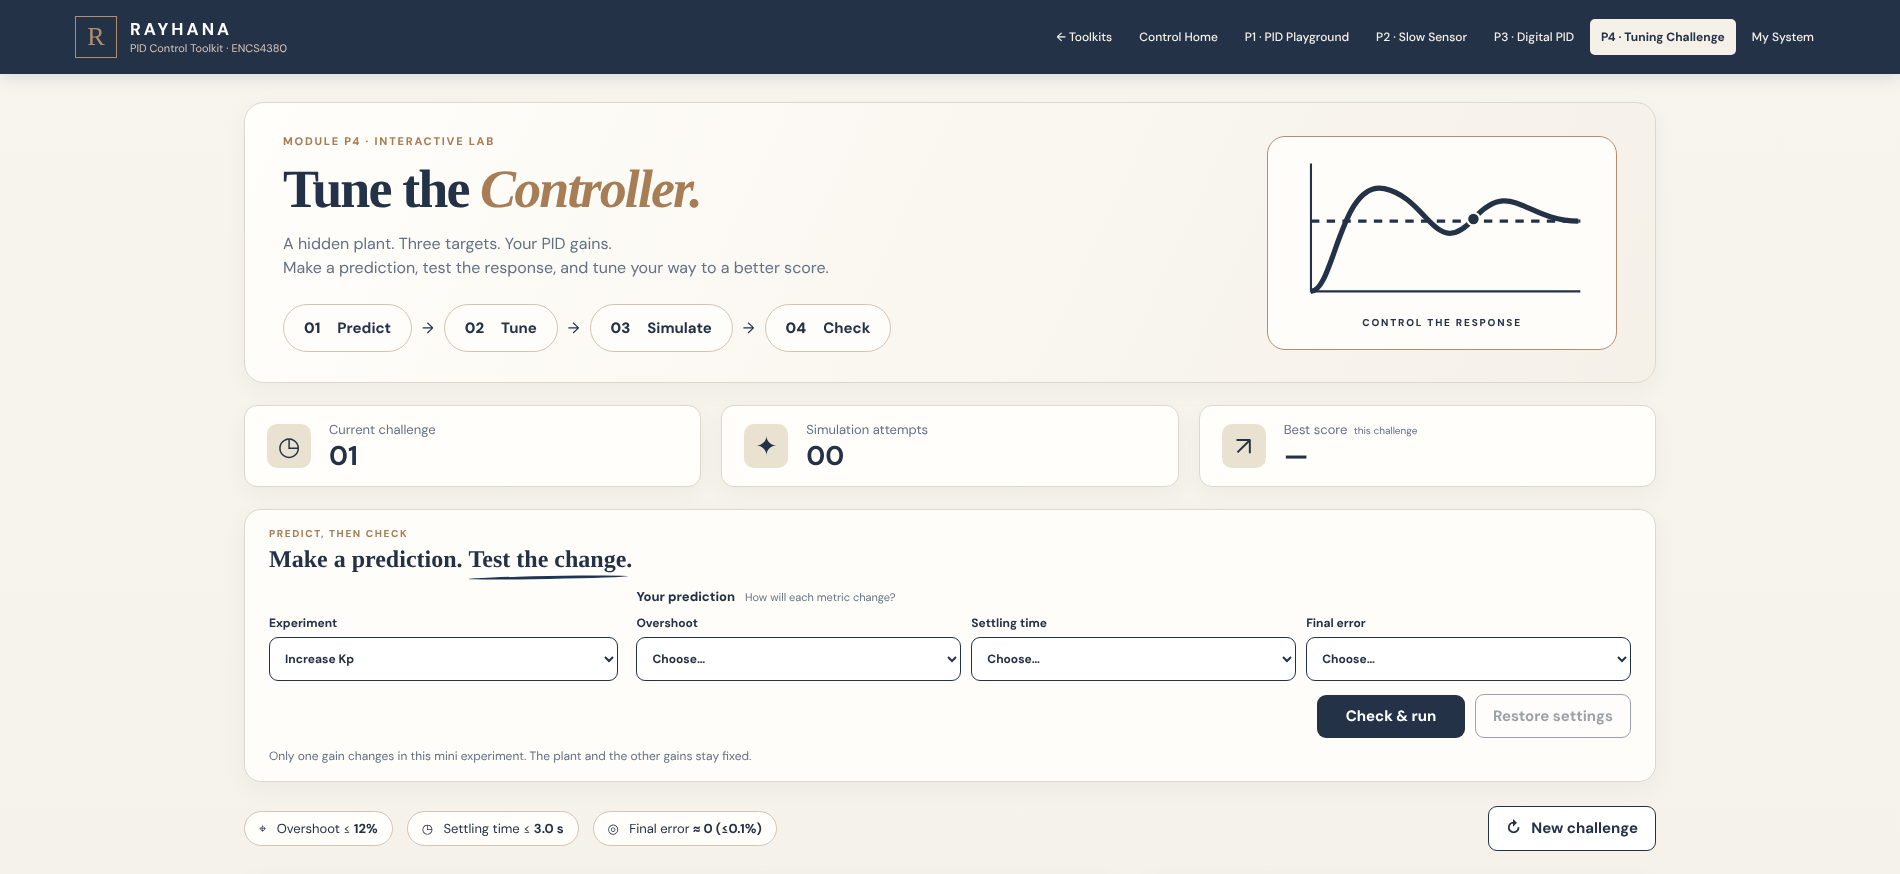 R
RAYHANA
PID Control Toolkit · ENCS4380
← Toolkits
Control Home
P1 · PID Playground
P2 · Slow Sensor
P3 · Digital PID
P4 · Tuning Challenge
My System
MODULE P4 · INTERACTIVE LAB
Tune the Controller.
A hidden plant. Three targets. Your PID gains.
Make a prediction, test the response, and tune your way to a better score.
01 Predict → 02 Tune → 03 Simulate → 04 Check
CONTROL THE RESPONSE
Current challenge
01
Simulation attempts
00
Best score this challenge
—
PREDICT, THEN CHECK
Make a prediction. Test the change.
Your prediction How will each metric change?
Experiment
Overshoot
Settling time
Final error
Increase Kp
Choose...
Choose...
Choose...
Check & run
Restore settings
Only one gain changes in this mini experiment. The plant and the other gains stay fixed.
Overshoot ≤ 12%
Settling time ≤ 3.0 s
Final error ≈ 0 (≤0.1%)
↻ New challenge